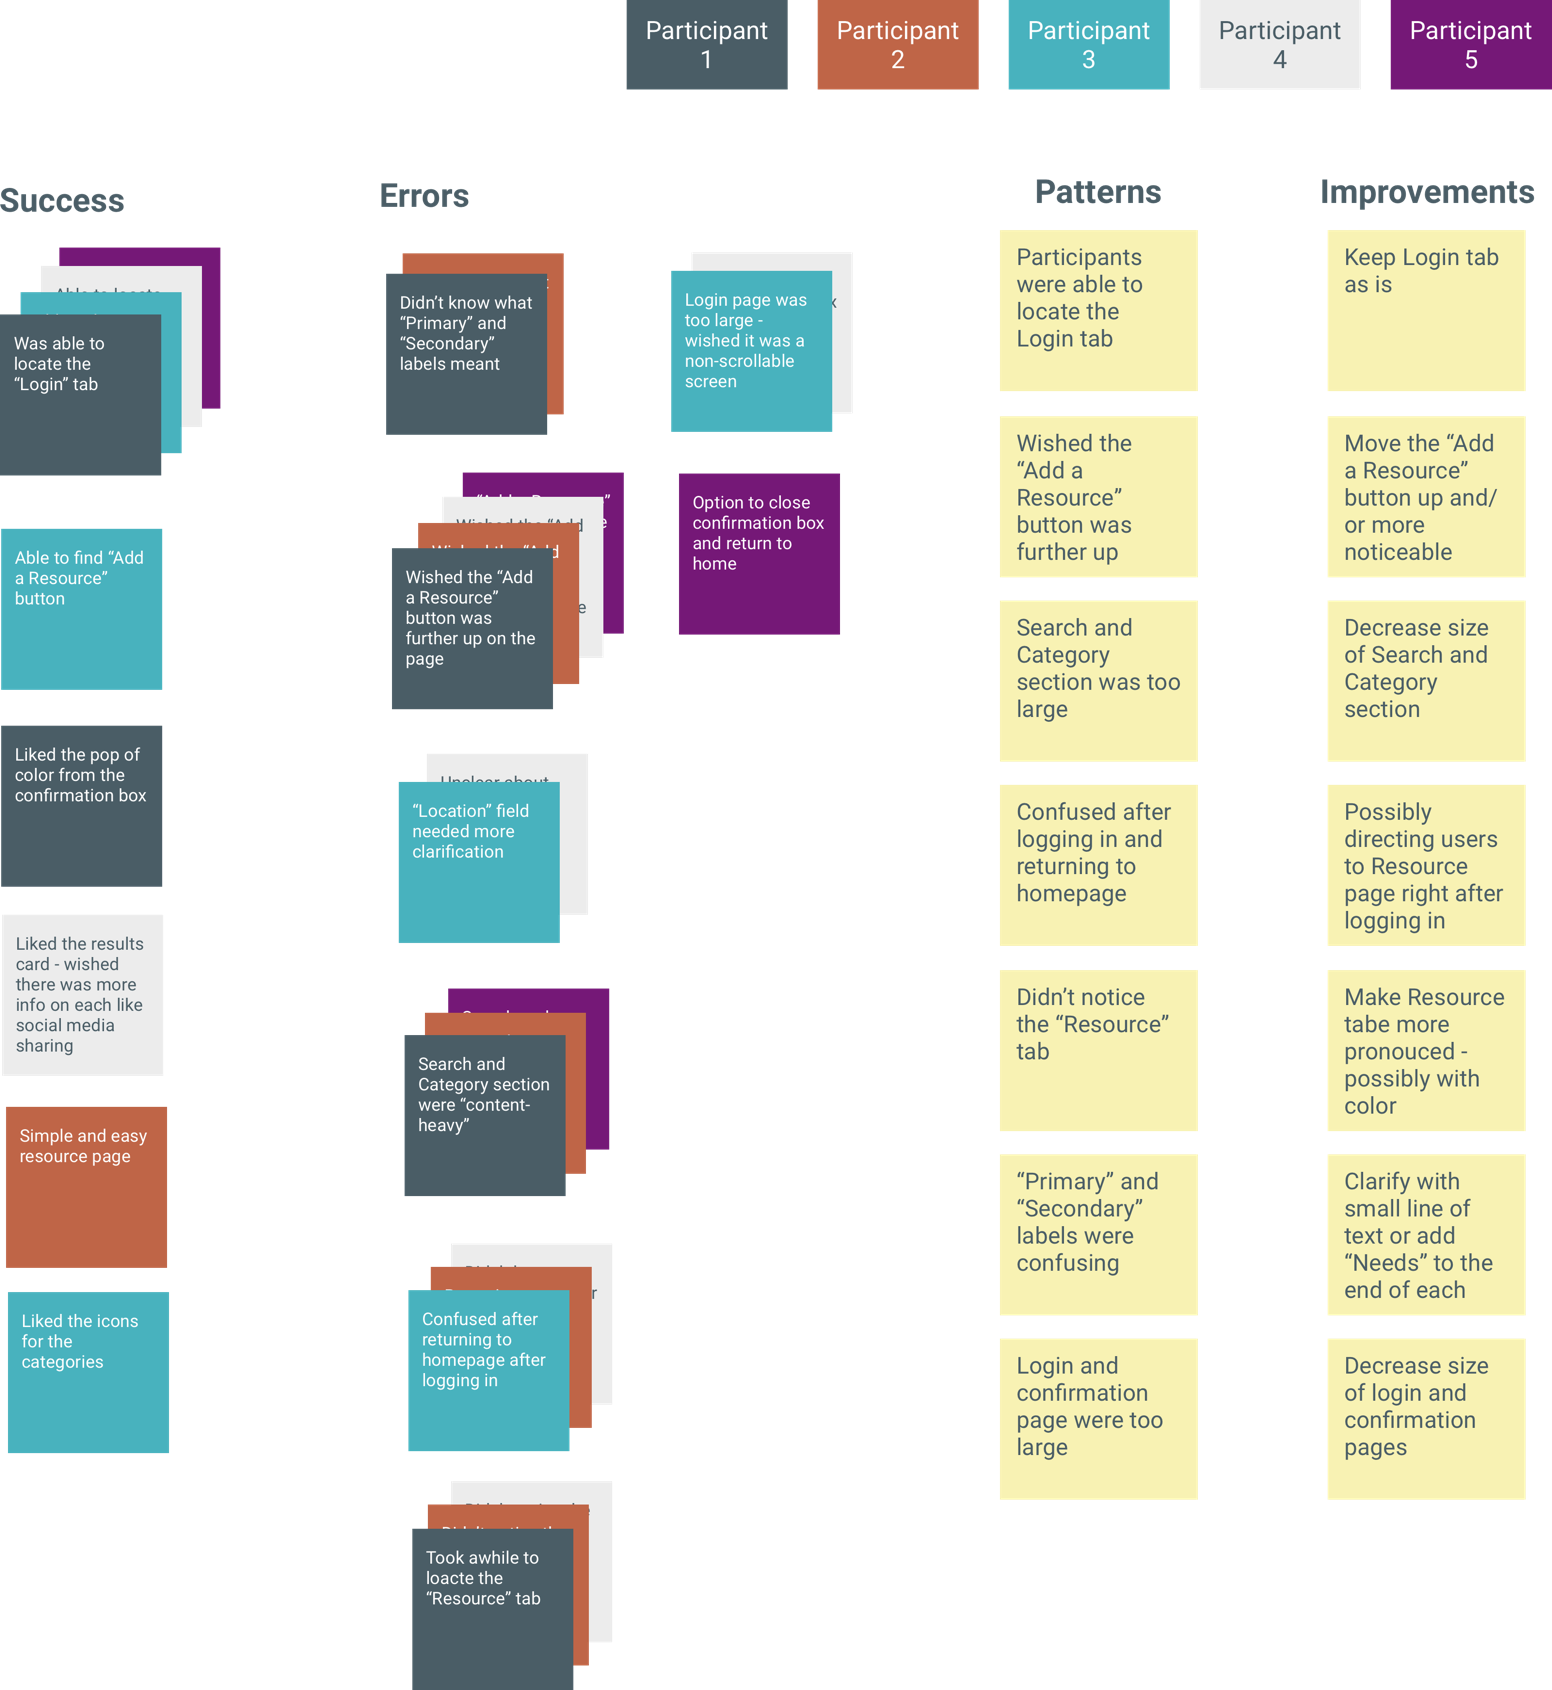 Participant
1
Participant
2
Participant
3
Participant
4
Participant
5
Success
Was able to
locate the
“Login” tab
Able to find “Add
a Resource”
button
Liked the pop of
color from the
confirmation box
Liked the results
card - wished
there was more
info on each like
social media
sharing
Simple and easy
resource page
Liked the icons
for the
categories
Errors
Didn’t know what
“Primary” and
“Secondary”
labels meant
Wished the “Add
Wished the “Add
a Resource”
button was
further up on the
page
Unclear about
“Location” field
needed more
clarification
Search and
Category section
were “content-
heavy”
Confused after
returning to
homepage after
logging in
Took awhile to
loacte the
“Resource” tab
Login page was
too large -
wished it was a
non-scrollable
screen
Option to close
confirmation box
and return to
home
Patterns
Participants
were able to
locate the
Login tab
Wished the
“Add a
Resource”
button was
further up
Search and
Category
section was too
large
Confused after
logging in and
returning to
homepage
Didn’t notice
the “Resource”
tab
“Primary” and
“Secondary”
labels were
confusing
Login and
confirmation
page were too
large
Improvements
Keep Login tab
as is
Move the “Add
a Resource”
button up and/
or more
noticeable
Decrease size
of Search and
Category
section
Possibly
directing users
to Resource
page right after
logging in
Make Resource
tabe more
pronouced -
possibly with
color
Clarify with
small line of
text or add
“Needs” to the
end of each
Decrease size
of login and
confirmation
pages